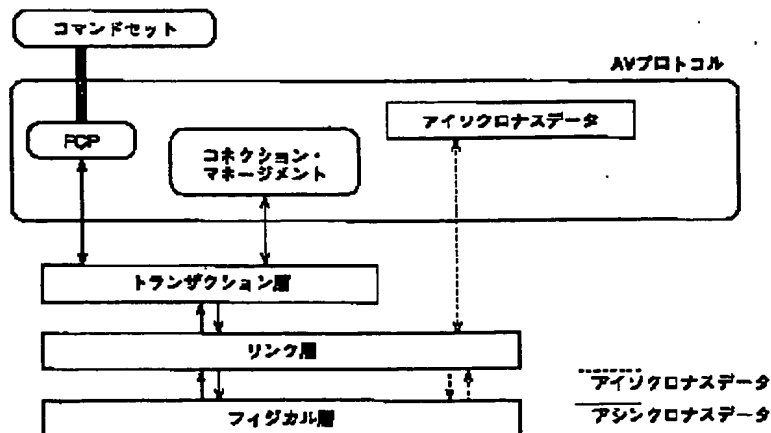 コマンドセット
AVプロトコル
FCP
コネクション・
マネージメント
アイソクロナスデータ
トランザクション層
リンク層
フィジカル層
アイソクロナスデータ
アシンクロナスデータ